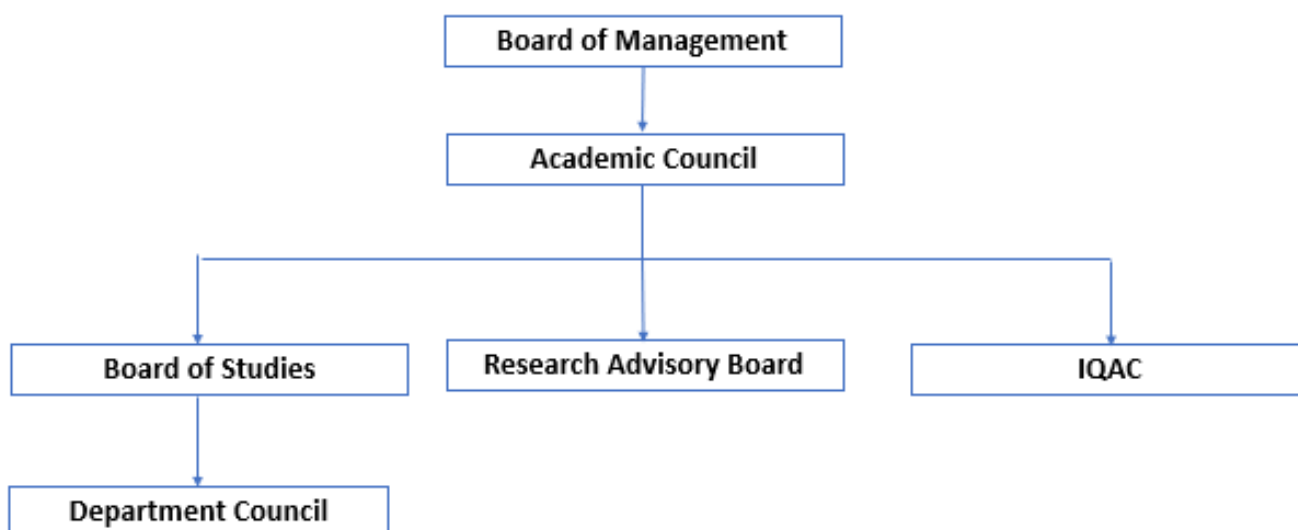 Board of Management
Academic Council
Board of Studies
Research Advisory Board
IQAC
Department Council